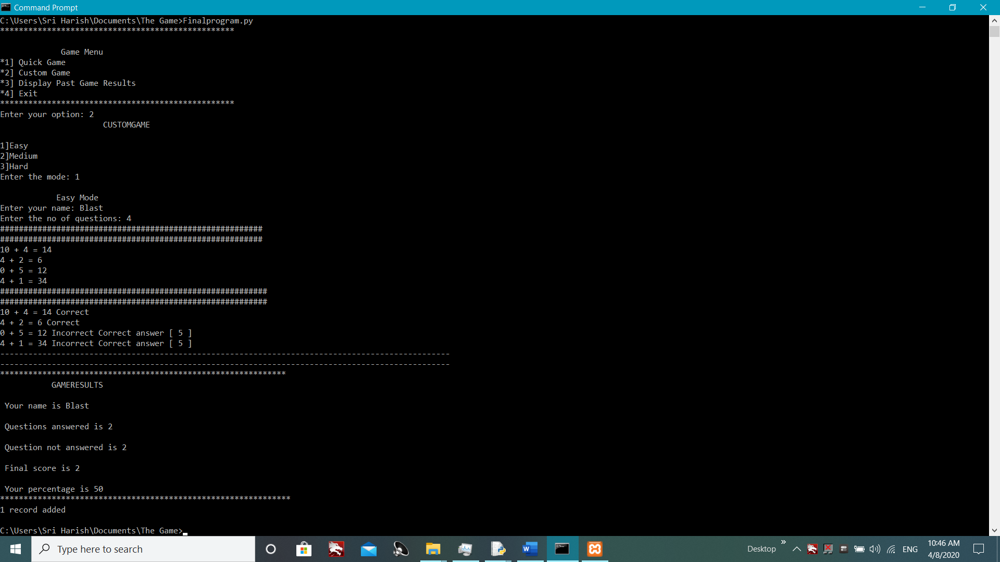 Command Prompt
C:\Users\Sri Harish\Documents\The Game>Finalprogram.py
**************************************************
Game Menu
*1] Quick Game
*2] Custom Game
*3] Display Past Game Results
*4] Exit
**************************************************
Enter your option: 2
CUSTOMGAME
1]Easy
2]Medium
3]Hard
Enter the mode: 1
Easy Mode
Enter your name: Blast
Enter the no of questions: 4
########################################################
########################################################
10 + 4 = 14
4 + 2 = 6
0 + 5 = 12
4 + 1 = 34
#########################################################
#########################################################
10 + 4 = 14 Correct
4 + 2 = 6 Correct
0 + 5 = 12 Incorrect Correct answer [ 5 ]
4 + 1 = 34 Incorrect Correct answer [ 5 ]
------------------------------------------------------------------------------------------------
------------------------------------------------------------------------------------------------
*************************************************************
GAMERESULTS
Your name is Blast
Questions answered is 2
Question not answered is 2
Final score is 2
Your percentage is 50
**************************************************************
1 record added
C:\Users\Sri Harish\Documents\The Game>
Type here to search
Desktop
ENG
10:46 AM
4/8/2020